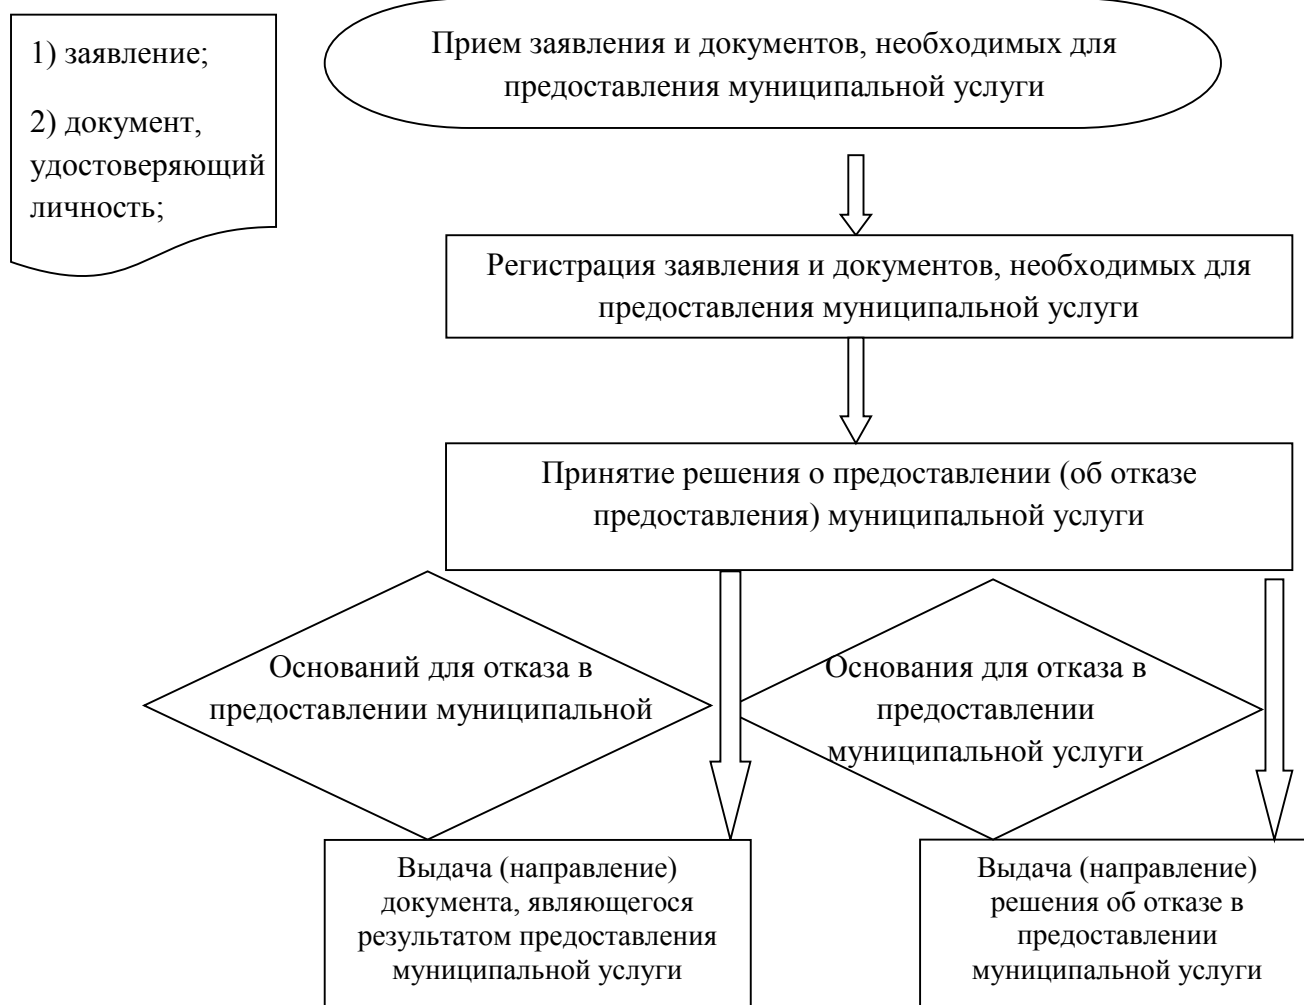 1) заявление;
2) документ,
удостоверяющий
личность;
Прием заявления и документов, необходимых для
предоставления муниципальной услуги
Регистрация заявления и документов, необходимых для
предоставления муниципальной услуги
Принятие решения о предоставлении (об отказе
предоставления) муниципальной услуги
Оснований для отказа в
предоставлении муниципальной
Основания для отказа в
предоставлении
муниципальной услуги
Выдача (направление)
документа, являющегося
результатом предоставления
муниципальной услуги
Выдача (направление)
решения об отказе в
предоставлении
муниципальной услуги